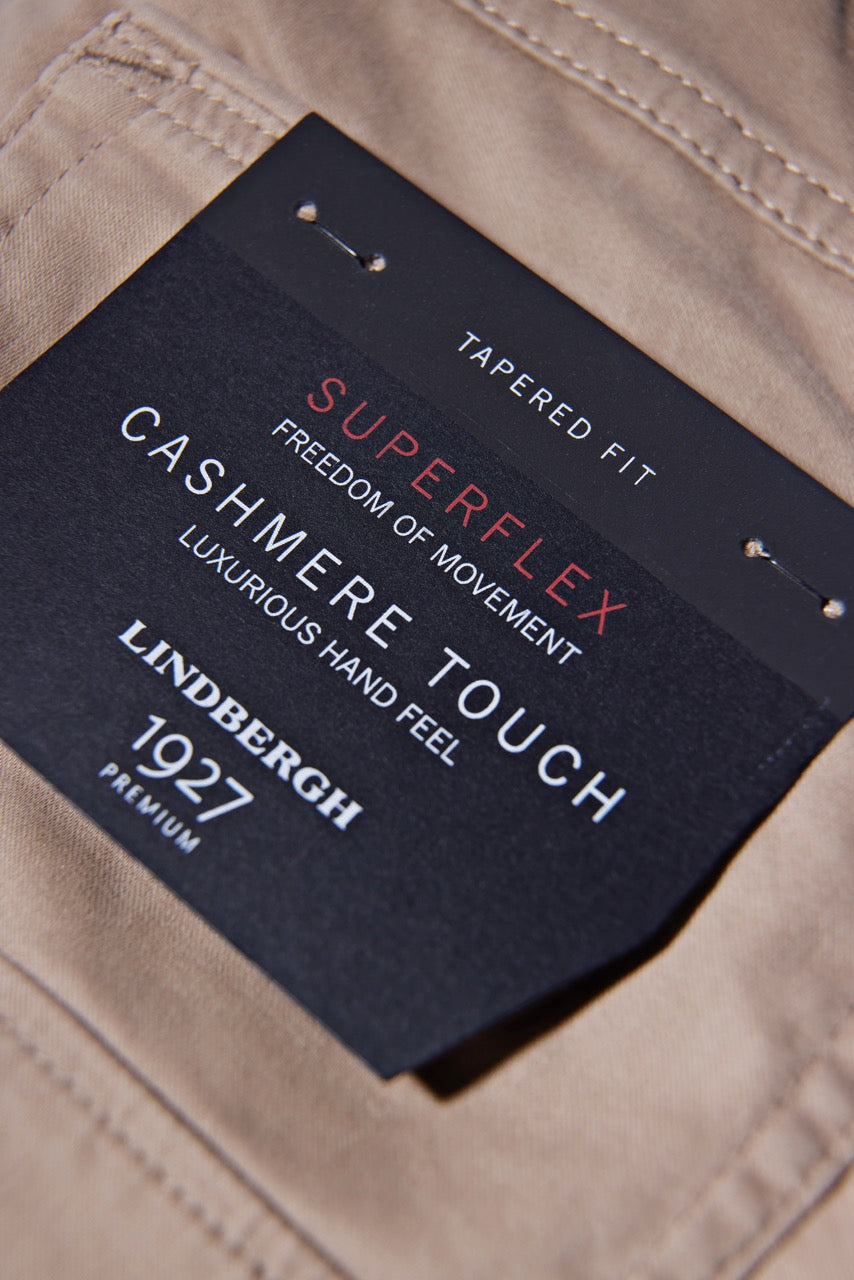 TAPERED FIT
SUPERFLEX
FREEDOM OF MOVEMENT
CASHMERE TOUCH
LUXURIOUS HAND FEEL
LINDBERGH
1927
PREMIUM